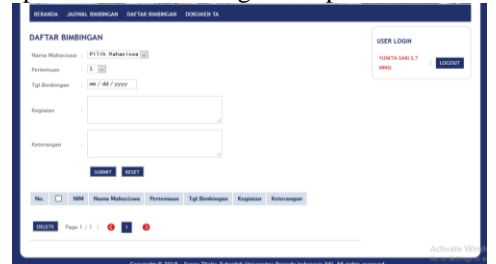 BERANDA JADWAL BIMBINGAN DAFTAR BIMBINGAN DOKUMEN TA
DAFTAR BIMBINGAN
Nama Mahasiswa : Pilih Mahasiswa
Pertemuan : 1
Tgl.Bimbingan : mm / dd / yyyy
Kegiatan :
Keterangan :
SUBMIT RESET
USER LOGIN
YUNITA SARI S,T
MMSI : LOGOUT
No. NIM Nama Mahasiswa Pertemuan Tgl.Bimbingan Kegiatan Keterangan
DELETE Page 1 / 1 : 1
Activate Wind